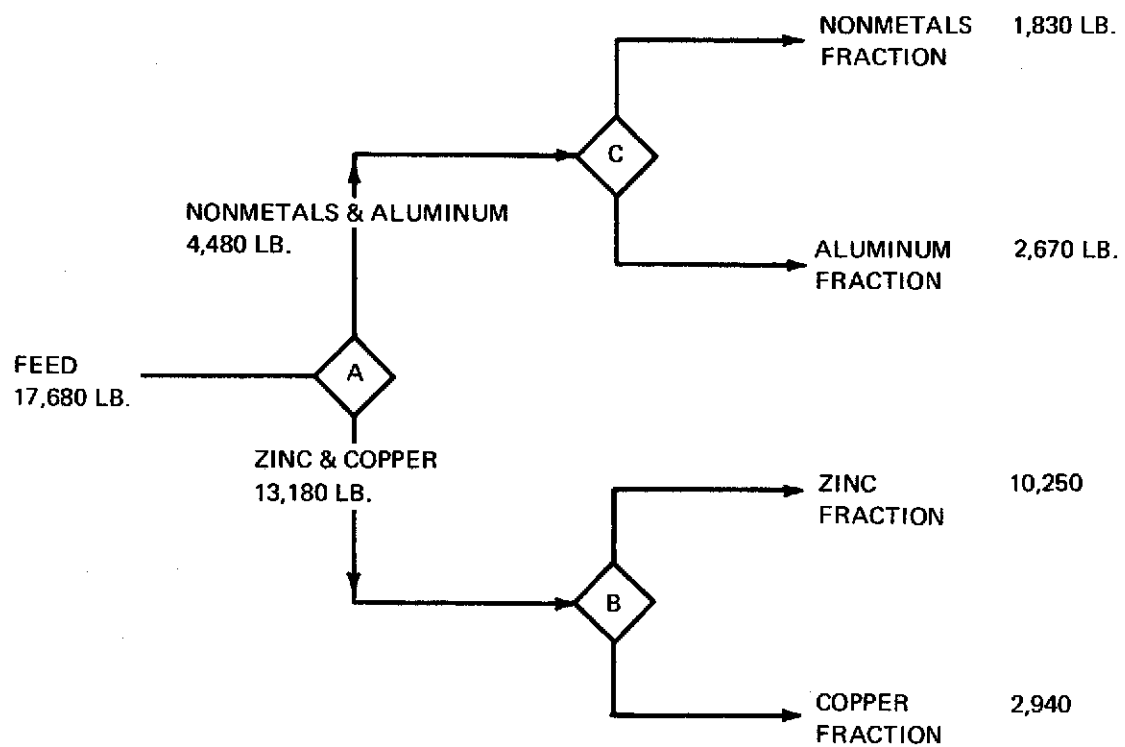 NONMETALS 1,830 LB.
FRACTION
C
NONMETALS & ALUMINUM
4,480 LB.
ALUMINUM 2,670 LB.
FRACTION
FEED
17,680 LB.
A
ZINC & COPPER
13,180 LB.
ZINC 10,250
FRACTION
B
COPPER 2,940
FRACTION